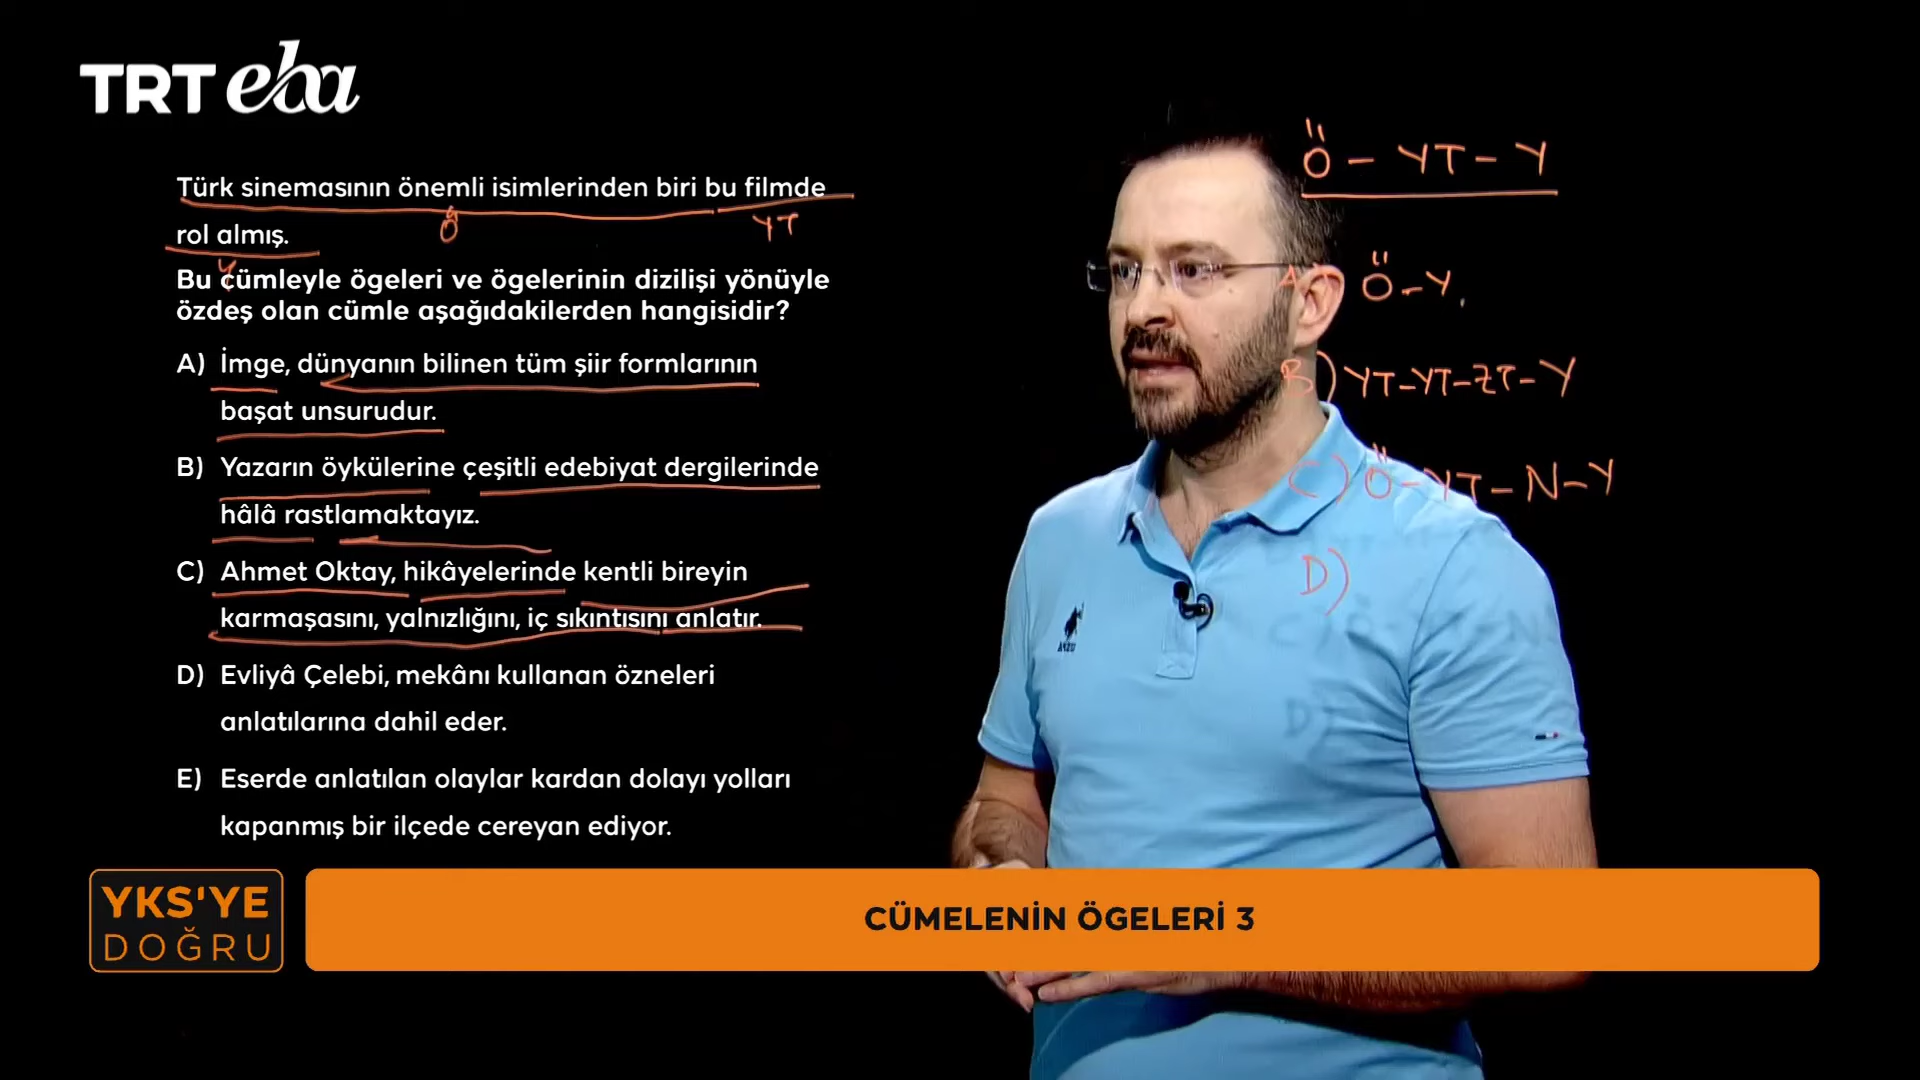 TRT eba
Türk sinemasının önemli isimlerinden biri bu filmde
Ö YT
rol almış.
Y
Bu cümleyle ögeleri ve ögelerinin dizilişi yönüyle
özdeş olan cümle aşağıdakilerden hangisidir?
A) İmge, dünyanın bilinen tüm şiir formlarının
başat unsurudur.
B) Yazarın öykülerine çeşitli edebiyat dergilerinde
hâlâ rastlamaktayız.
C) Ahmet Oktay, hikâyelerinde kentli bireyin
karmaşasını, yalnızlığını, iç sıkıntısını anlatır.
D) Evliyâ Çelebi, mekânı kullanan özneleri
anlatılarına dahil eder.
E) Eserde anlatılan olaylar kardan dolayı yolları
kapanmış bir ilçede cereyan ediyor.
Ö - YT - Y
A) Ö - Y.
B) YT - YT - ZT - Y
C) Ö - YT - N - Y
D)
YKS'YE
DOĞRU
CÜMELENİN ÖGELERİ 3